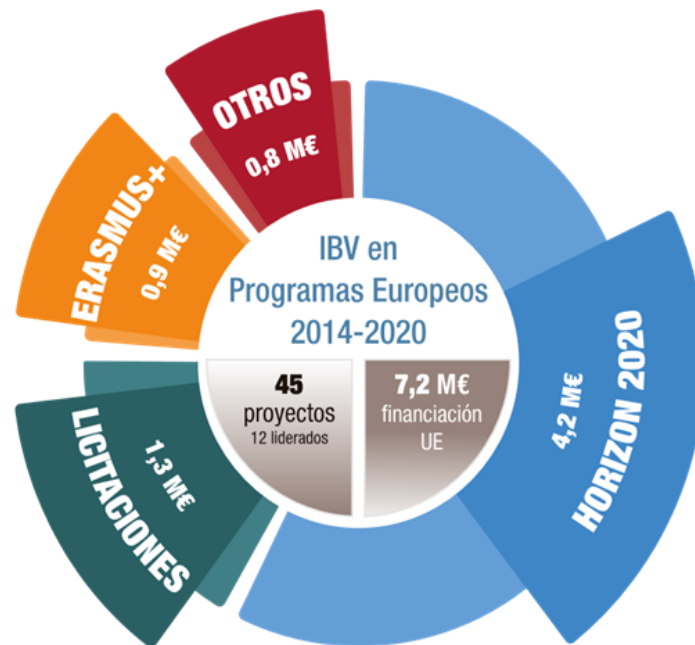 OTROS
0,8 M€
ERASMUS+
0,9 M€
LICITACIONES
1,3 M€
HORIZON 2020
4,2 M€
IBV en
Programas Europeos
2014-2020
45
proyectos
12 liderados
7,2 M€
financiación
UE